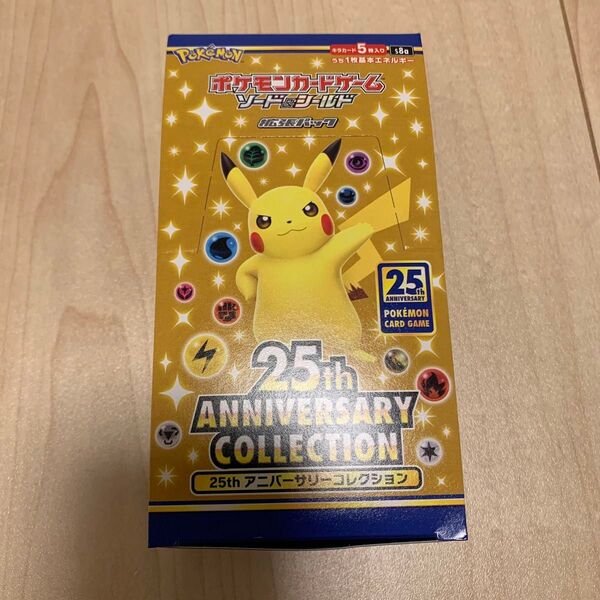 Pokémon
キラカード5枚入り s8a
うち1枚基本エネルギー
ポケモンカードゲーム
ソード&シールド
拡張パック
25th
ANNIVERSARY
POKÉMON
CARD GAME
25th
ANNIVERSARY
COLLECTION
25th アニバーサリーコレクション